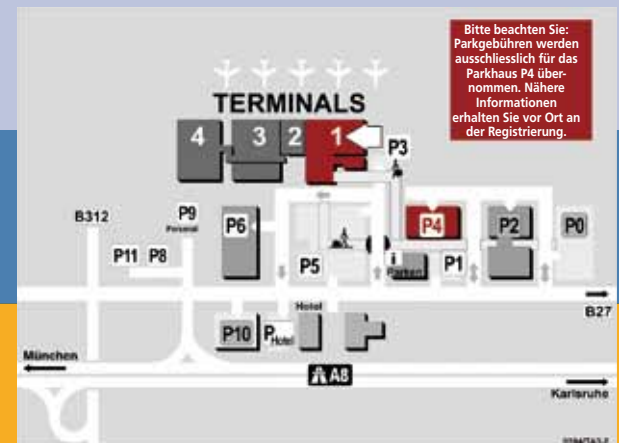 Bitte beachten Sie:
Parkgebühren werden
ausschliesslich für das
Parkhaus P4 über-
nommen. Nähere
Informationen
erhalten Sie vor Ort an
der Registrierung.
TERMINALS
4 3 2 1
P3
B312
P9
Personal
P6
P4
P2
P0
P11 P8
P5
i
Parken
P1
B27
Hotel
P10
P Hotel
München
A8
Karlsruhe